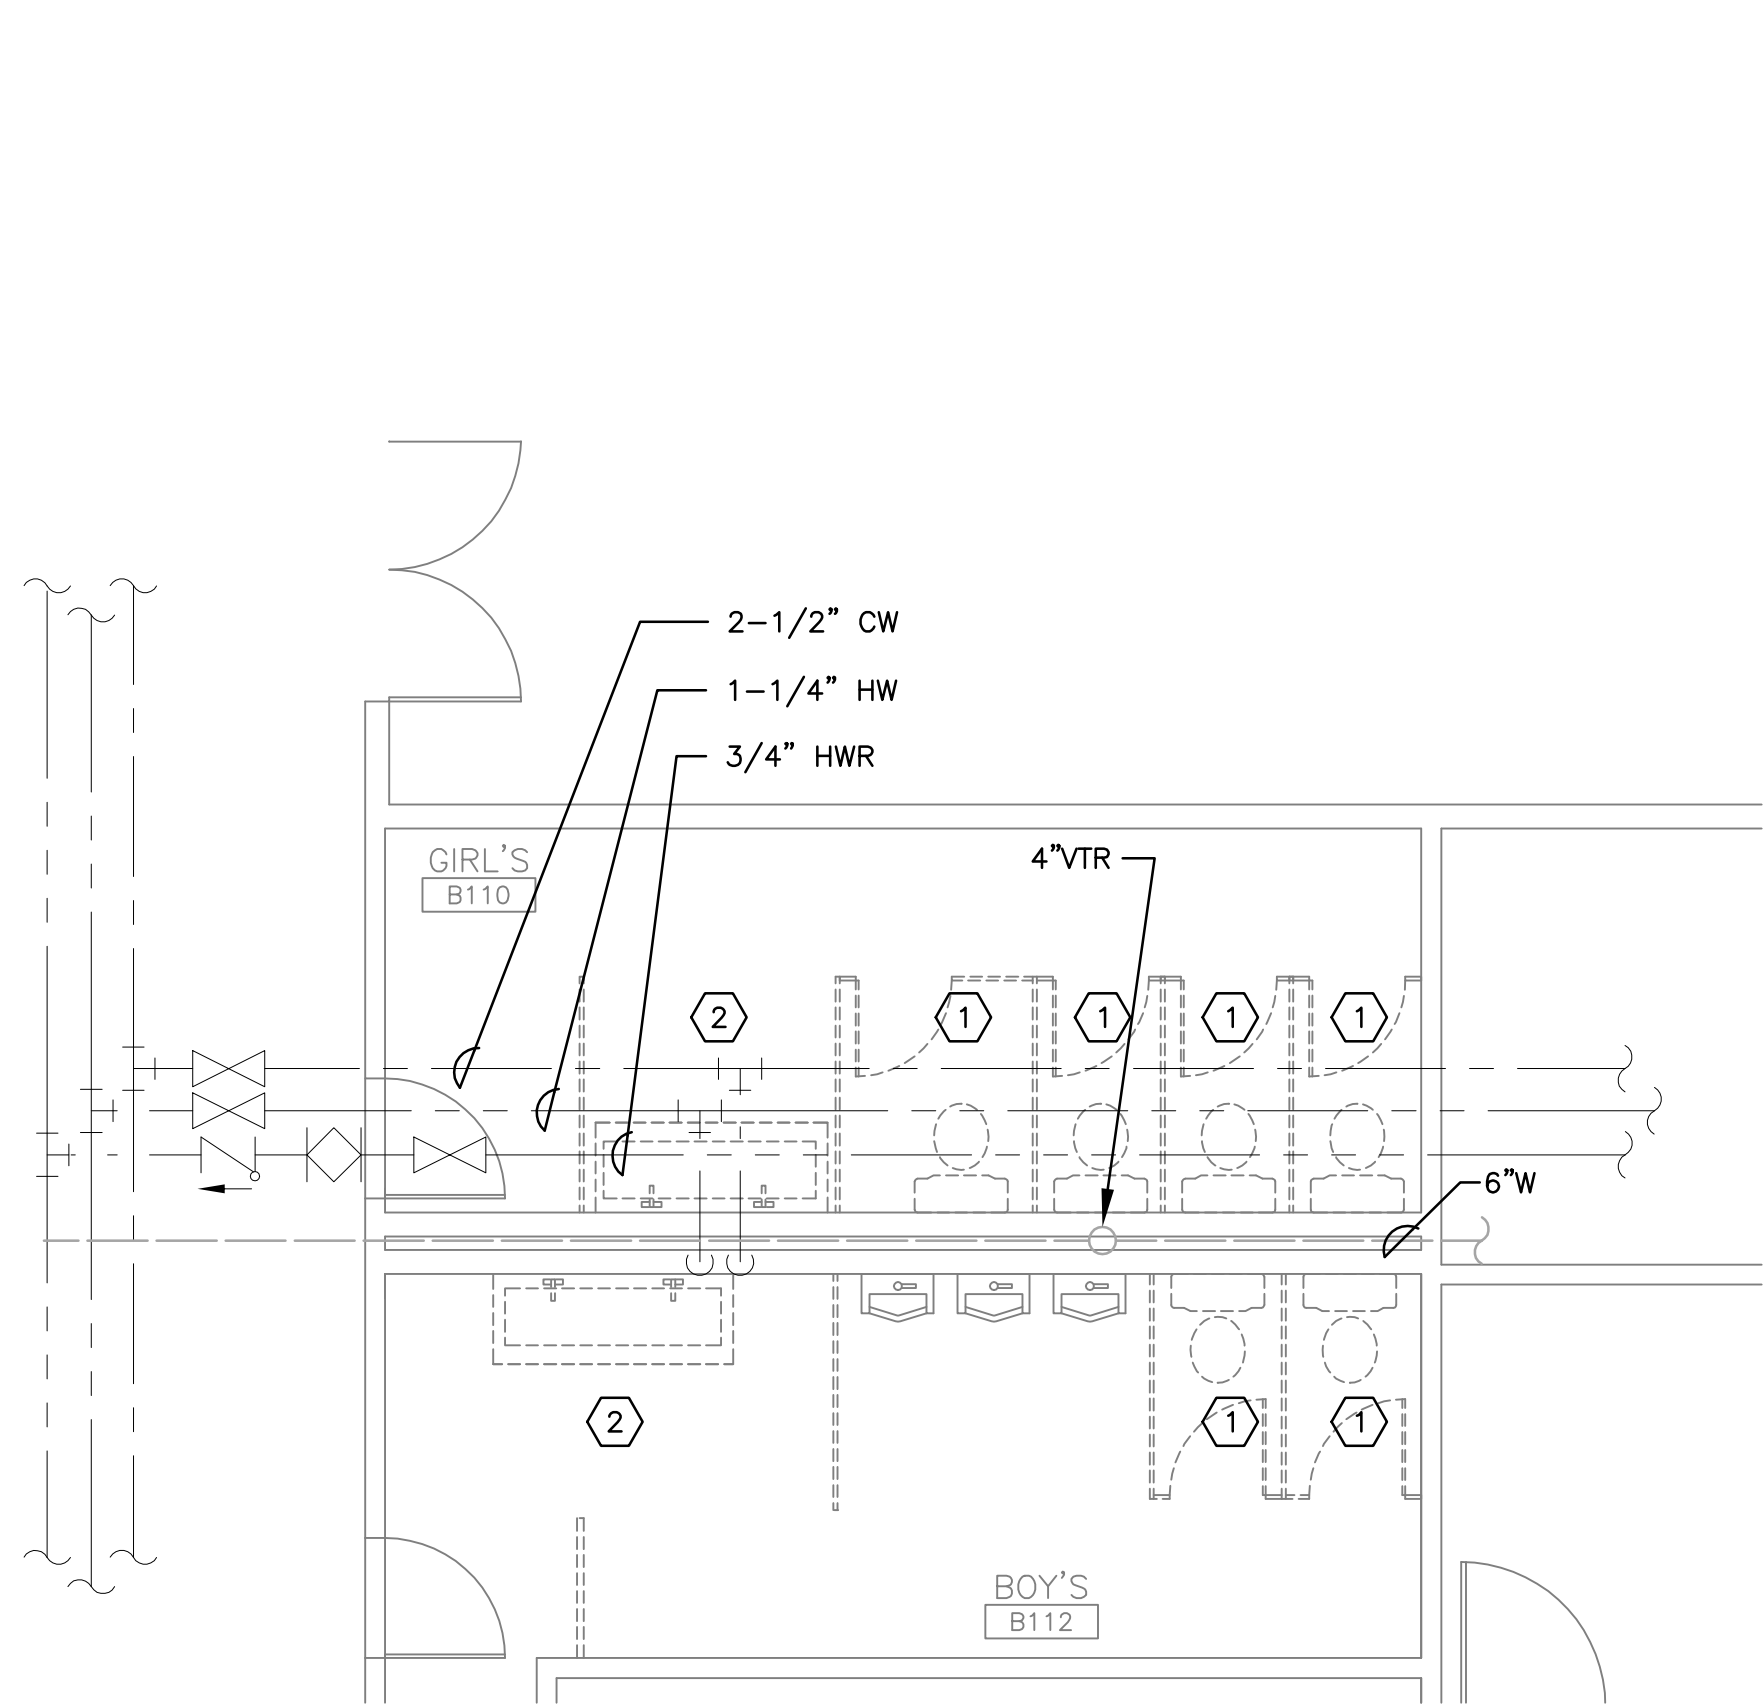 2-1/2" CW
1-1/4" HW
3/4" HWR
4"VTR
GIRL'S
B110
2
1
1
1
1
6"W
2
1
1
BOY'S
B112